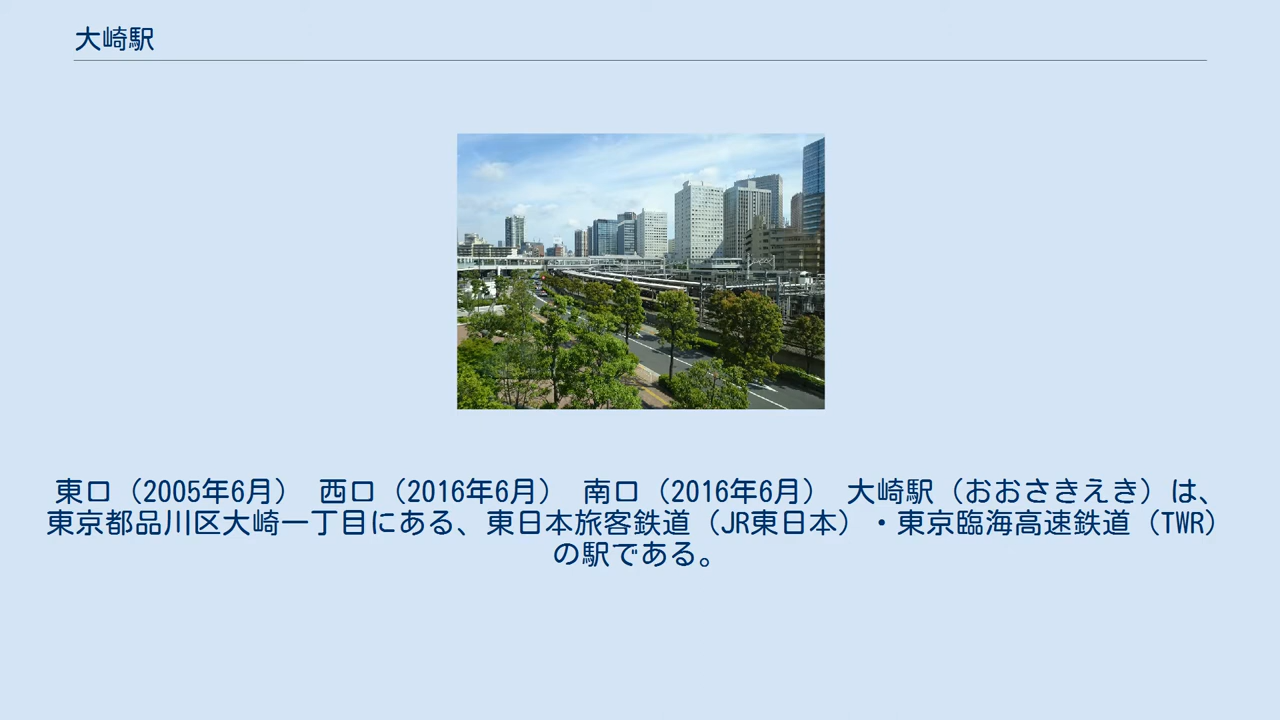 大崎駅
東口（2005年6月） 西口（2016年6月） 南口（2016年6月） 大崎駅（おおさきえき）は、
東京都品川区大崎一丁目にある、東日本旅客鉄道（JR東日本）・東京臨海高速鉄道（TWR）
の駅である。